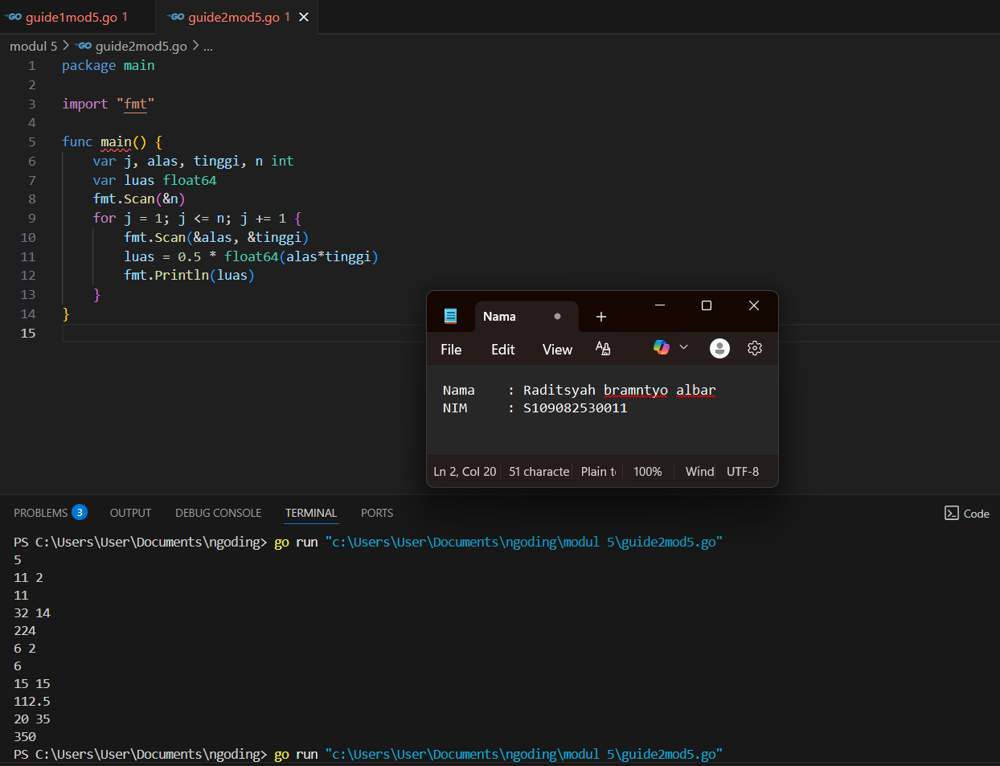 GO guide1mod5.go 1
GO guide2mod5.go 1
modul 5 > GO guide2mod5.go > ...
1 package main
2
3 import "fmt"
4
5 func main() {
6 var j, alas, tinggi, n int
7 var luas float64
8 fmt.Scan(&n)
9 for j = 1; j <= n; j += 1 {
10 fmt.Scan(&alas, &tinggi)
11 luas = 0.5 * float64(alas*tinggi)
12 fmt.Println(luas)
13 }
14 }
15
Nama
File Edit View
Nama : Raditsyah bramntyo albar
NIM : S109082530011
Ln 2, Col 20 51 characte Plain t 100% Wind UTF-8
PROBLEMS 3 OUTPUT DEBUG CONSOLE TERMINAL PORTS Code
PS C:\Users\User\Documents\ngoding> go run "c:\Users\User\Documents\ngoding\modul 5\guide2mod5.go"
5
11 2
11
32 14
224
6 2
6
15 15
112.5
20 35
350
PS C:\Users\User\Documents\ngoding> go run "c:\Users\User\Documents\ngoding\modul 5\guide2mod5.go"